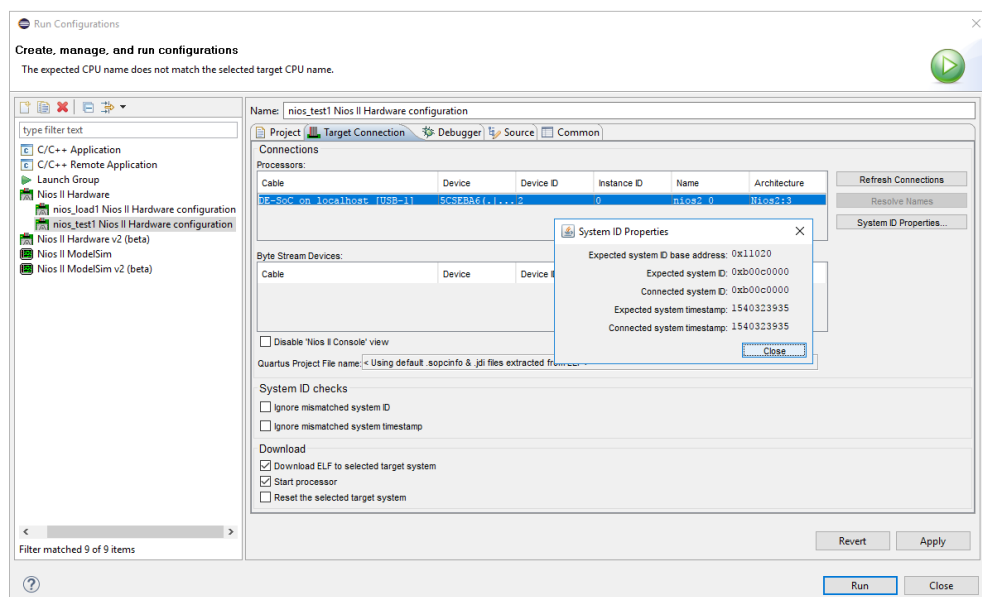 Run Configurations
Create, manage, and run configurations
The expected CPU name does not match the selected target CPU name.
type filter text
C/C++ Application
C/C++ Remote Application
Launch Group
Nios II Hardware
nios_load1 Nios II Hardware configuration
nios_test1 Nios II Hardware configuration
Nios II Hardware v2 (beta)
Nios II ModelSim
Nios II ModelSim v2 (beta)
Filter matched 9 of 9 items
Name: nios_test1 Nios II Hardware configuration
Project Target Connection Debugger Source Common
Connections
Processors:
Cable Device Device ID Instance ID Name Architecture
DE-SoC on localhost [USB-1] 5CSEBA6(.|... 2 0 nios2_0 Nios2:3
Refresh Connections
Resolve Names
System ID Properties...
Byte Stream Devices:
Cable Device Device
System ID Properties
Expected system ID base address: 0x11020
Expected system ID: 0xb00c0000
Connected system ID: 0xb00c0000
Expected system timestamp: 1540323935
Connected system timestamp: 1540323935
Close
Disable 'Nios II Console' view
Quartus Project File name: < Using default .sopcinfo & .jdi files extracted
System ID checks
Ignore mismatched system ID
Ignore mismatched system timestamp
Download
Download ELF to selected target system
Start processor
Reset the selected target system
Revert Apply
Run Close